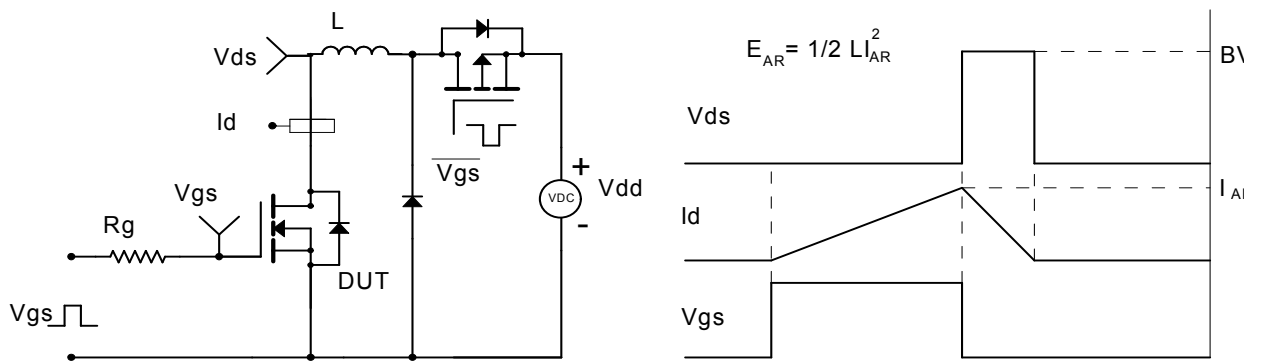 L
Vds
Id
Vgs
Vgs
+
VDC
Vdd
-
Rg
Vgs
DUT
E_AR = 1/2 LI_AR^2
Vds
Id
Vgs